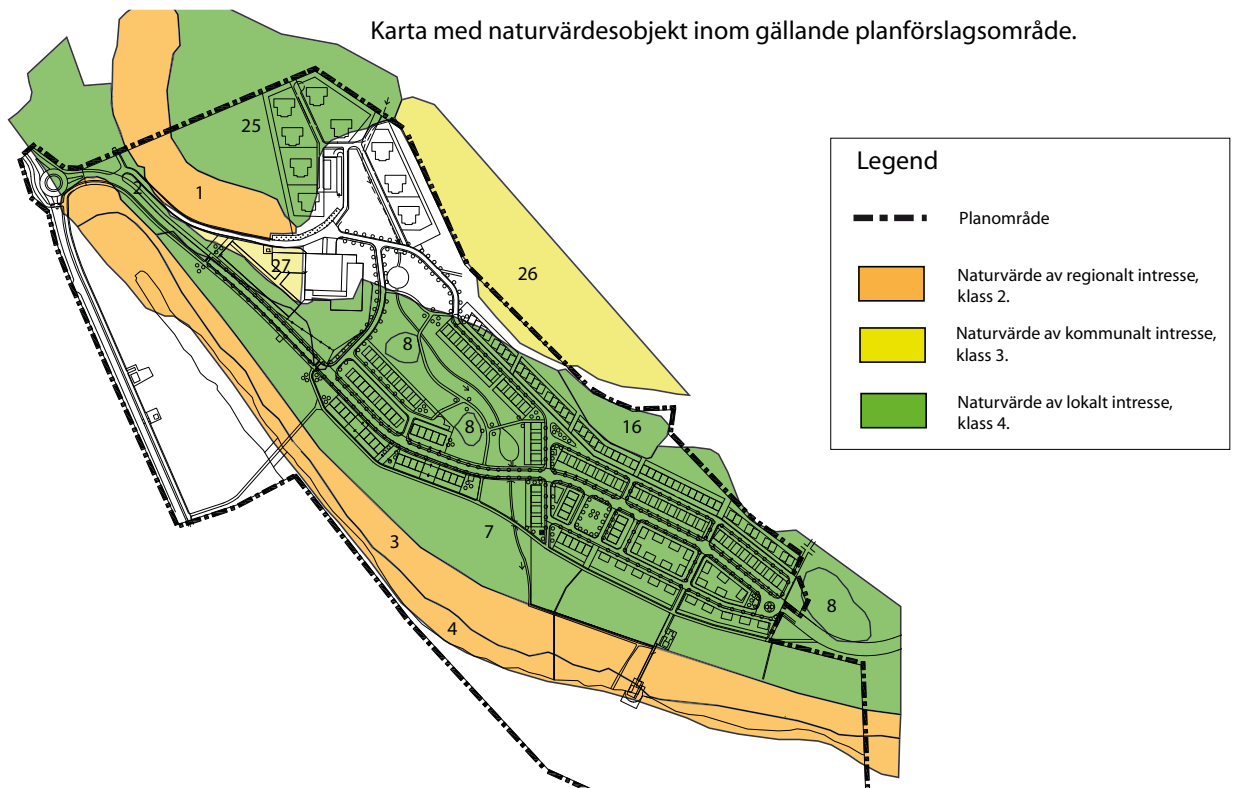 Karta med naturvärdesobjekt inom gällande planförslagsområde.
25
2
1
27
26
8
8
16
7
3
8
4
Legend
Planområde
Naturvärde av regionalt intresse,
klass 2.
Naturvärde av kommunalt intresse,
klass 3.
Naturvärde av lokalt intresse,
klass 4.